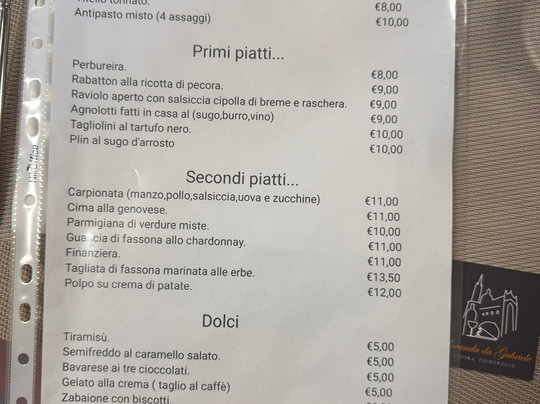 tonnato. €8,00
Antipasto misto (4 assaggi) €10,00
Primi piatti...
Perbureira. €8,00
Rabatton alla ricotta di pecora. €9,00
Raviolo aperto con salsiccia cipolla di breme e raschera. €9,00
Agnolotti fatti in casa al (sugo,burro,vino) €9,00
Tagliolini al tartufo nero. €10,00
Plin al sugo d'arrosto €10,00
Secondi piatti...
Carpionata (manzo,pollo,salsiccia,uova e zucchine) €11,00
Cima alla genovese. €11,00
Parmigiana di verdure miste. €10,00
Guancia di fassona allo chardonnay. €11,00
Finanziera. €11,00
Tagliata di fassona marinata alle erbe. €13,50
Polpo su crema di patate. €12,00
Dolci
Tiramisù. €5,00
Semifreddo al caramello salato. €5,00
Bavarese ai tre cioccolati. €5,00
Gelato alla crema ( taglio al caffè) €5,00
Zabaione con biscotti.
da Gabriele